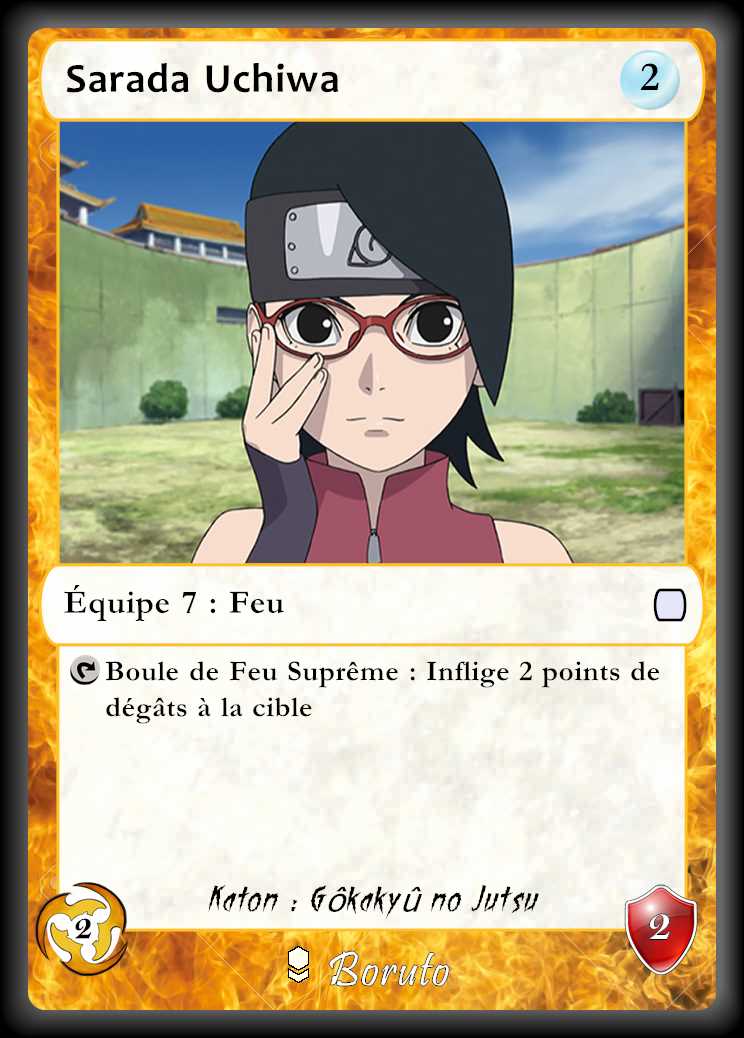 Sarada Uchiwa
2
Équipe 7 : Feu
Boule de Feu Suprême : Inflige 2 points de
dégâts à la cible
Katon : Gôkakyû no Jutsu
2
2
Boruto